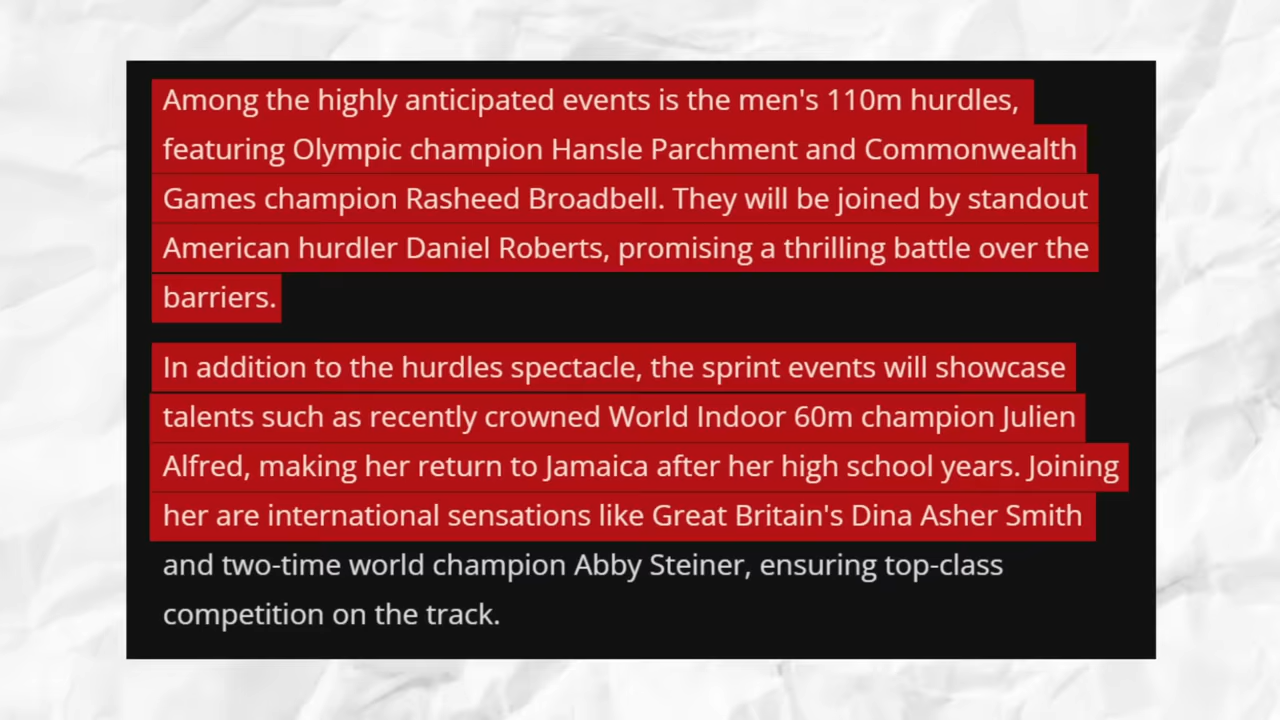 Among the highly anticipated events is the men's 110m hurdles,
featuring Olympic champion Hansle Parchment and Commonwealth
Games champion Rasheed Broadbell. They will be joined by standout
American hurdler Daniel Roberts, promising a thrilling battle over the
barriers.
In addition to the hurdles spectacle, the sprint events will showcase
talents such as recently crowned World Indoor 60m champion Julien
Alfred, making her return to Jamaica after her high school years. Joining
her are international sensations like Great Britain's Dina Asher Smith
and two-time world champion Abby Steiner, ensuring top-class
competition on the track.